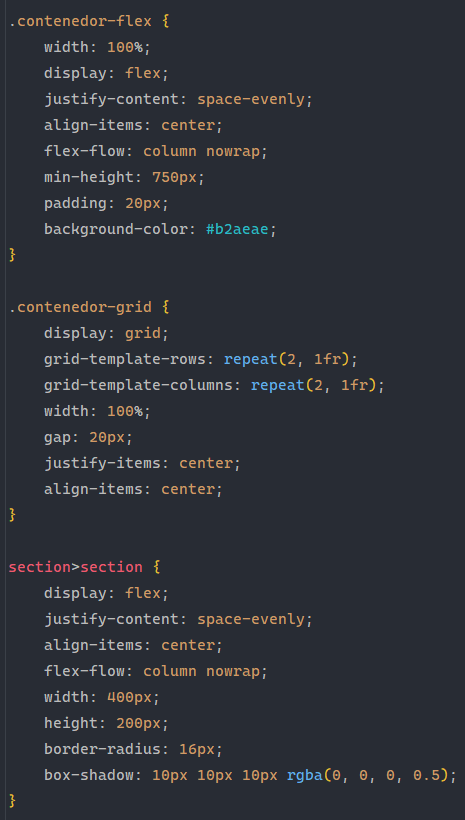 .contenedor-flex {
    width: 100%;
    display: flex;
    justify-content: space-evenly;
    align-items: center;
    flex-flow: column nowrap;
    min-height: 750px;
    padding: 20px;
    background-color: #b2aeae;
}

.contenedor-grid {
    display: grid;
    grid-template-rows: repeat(2, 1fr);
    grid-template-columns: repeat(2, 1fr);
    width: 100%;
    gap: 20px;
    justify-items: center;
    align-items: center;
}

section>section {
    display: flex;
    justify-content: space-evenly;
    align-items: center;
    flex-flow: column nowrap;
    width: 400px;
    height: 200px;
    border-radius: 16px;
    box-shadow: 10px 10px 10px rgba(0, 0, 0, 0.5);
}